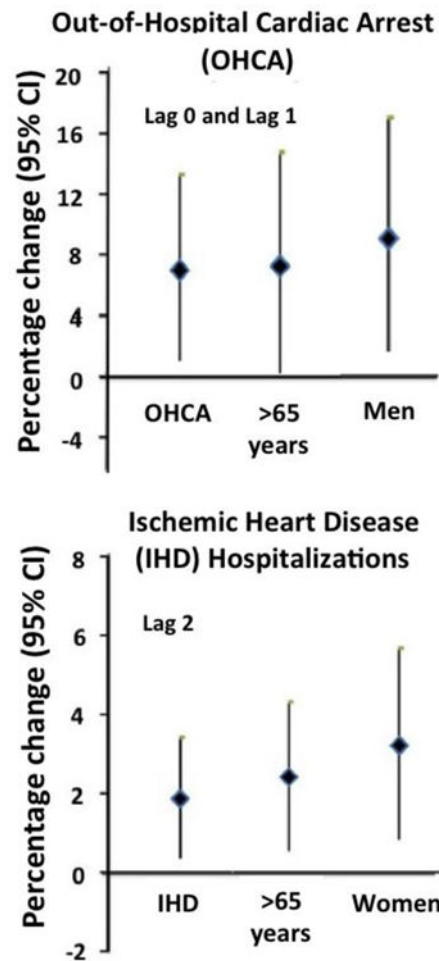 Out-of-Hospital Cardiac Arrest
(OHCA)
Percentage change (95% CI)
20
16
12
8
4
0
-4
Lag 0 and Lag 1
OHCA
>65
years
Men
Ischemic Heart Disease
(IHD) Hospitalizations
Percentage change (95% CI)
8
6
4
2
0
-2
Lag 2
IHD
>65
years
Women